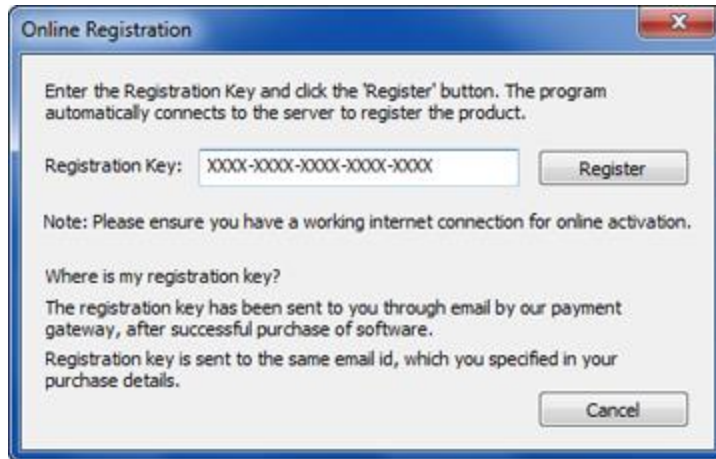 Online Registration
Enter the Registration Key and click the 'Register' button. The program
automatically connects to the server to register the product.
Registration Key: XXXX-XXXX-XXXX-XXXX-XXXX Register
Note: Please ensure you have a working internet connection for online activation.
Where is my registration key?
The registration key has been sent to you through email by our payment
gateway, after successful purchase of software.
Registration key is sent to the same email id, which you specified in your
purchase details.
Cancel